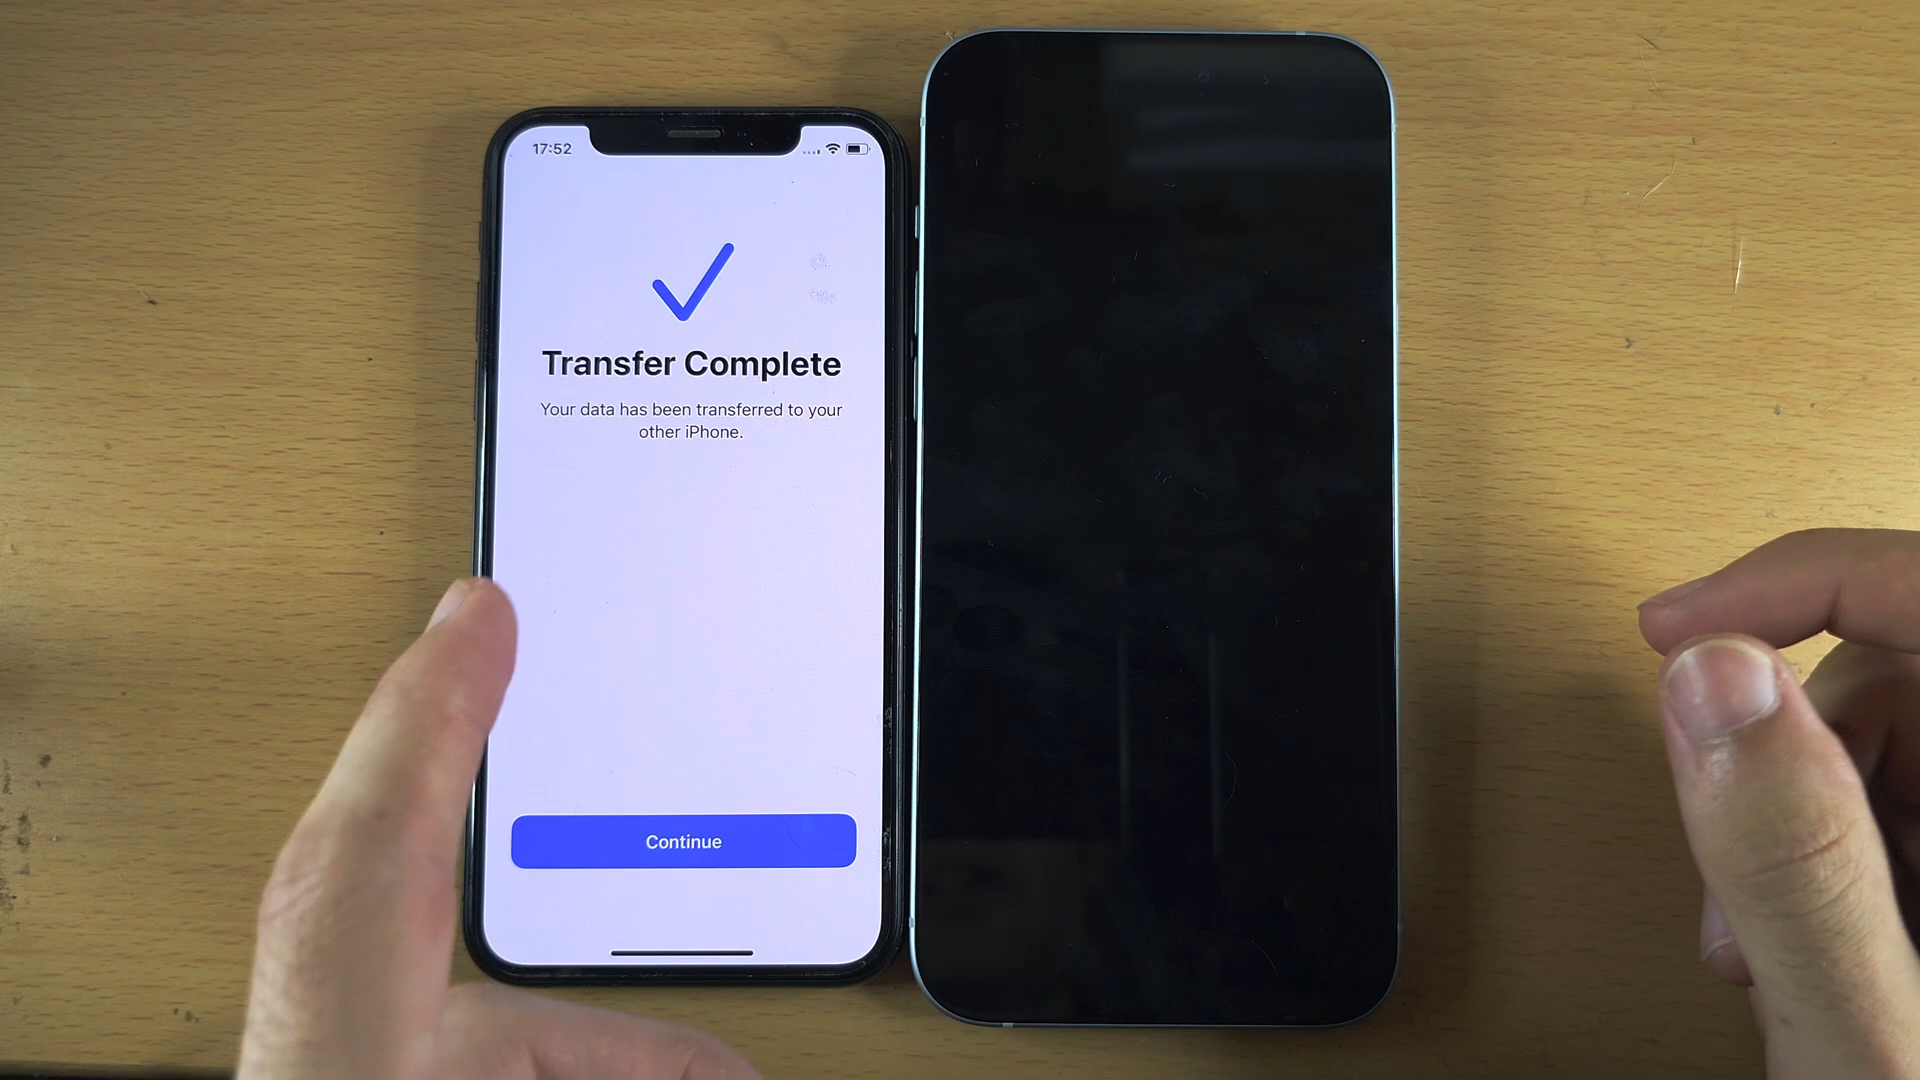 17:52
Transfer Complete
Your data has been transferred to your
other iPhone.
Continue